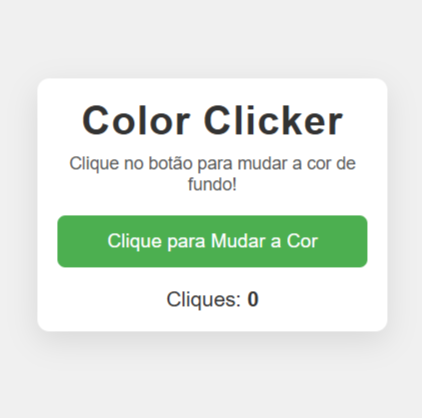 Color Clicker
Clique no botão para mudar a cor de
fundo!
Clique para Mudar a Cor
Cliques: 0